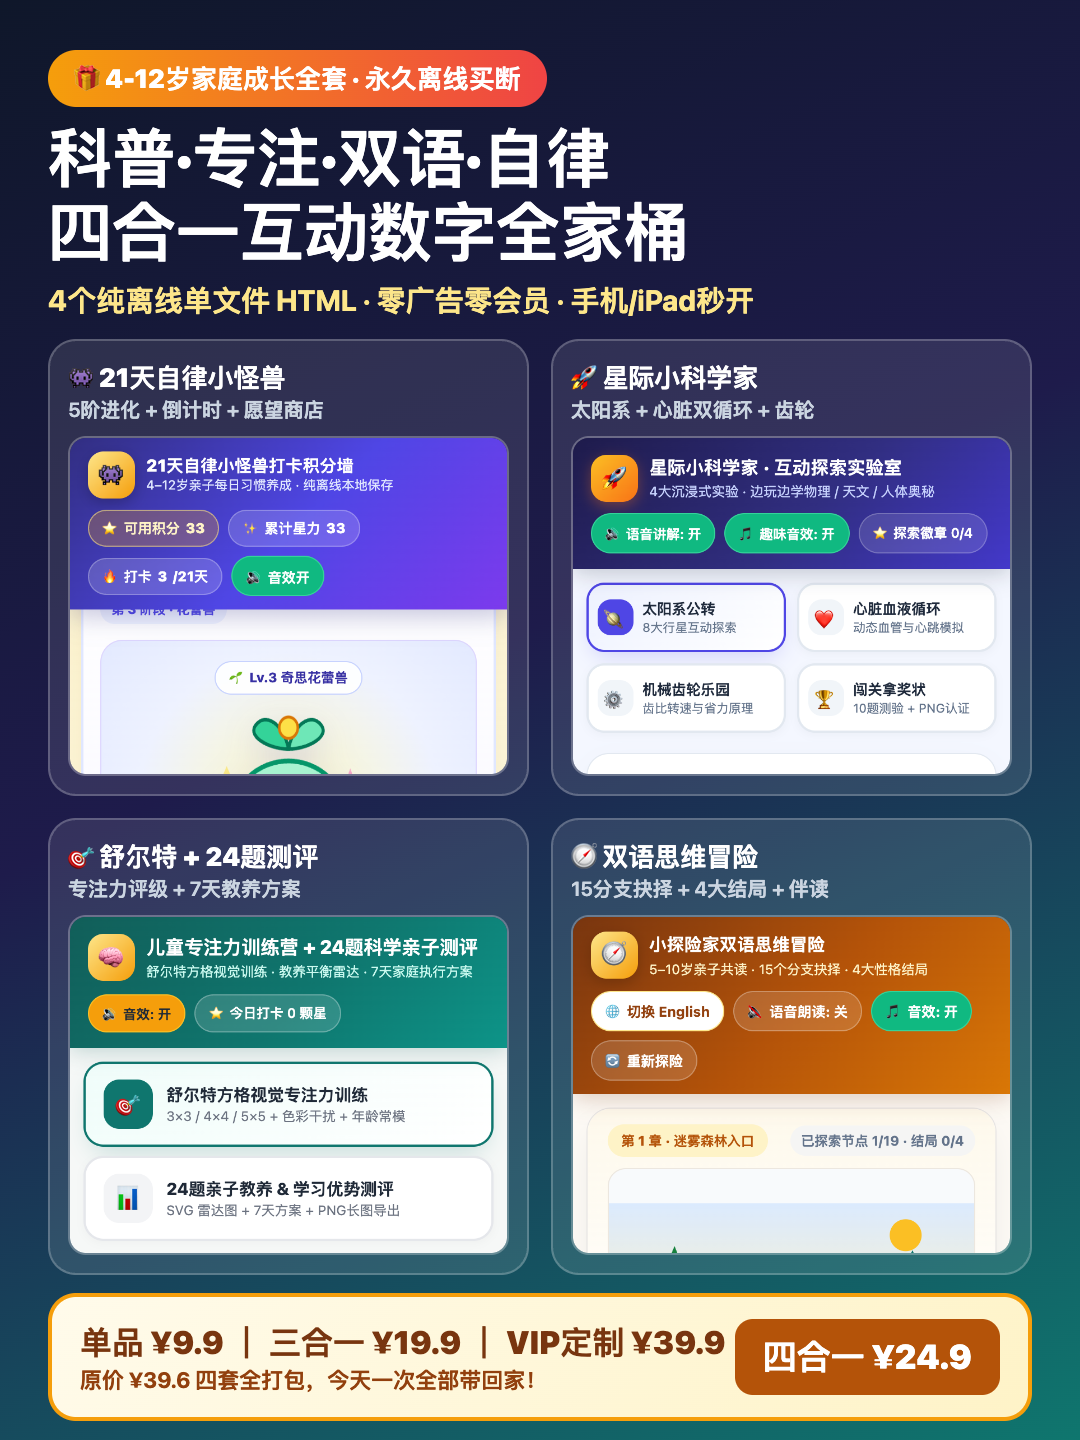 🎁 4-12岁家庭成长全套 · 永久离线买断
科普·专注·双语·自律
四合一互动数字全家桶
4个纯离线单文件 HTML · 零广告零会员 · 手机/iPad秒开
👾 21天自律小怪兽
5阶进化 + 倒计时 + 愿望商店
21天自律小怪兽打卡积分墙
4–12岁亲子每日习惯养成 · 纯离线本地保存
⭐ 可用积分 33
✨ 累计星力 33
🔥 打卡 3 /21天
🔊 音效开
第 3 阶段 · 花蕾兽
🌱 Lv.3 奇思花蕾兽
🚀 星际小科学家
太阳系 + 心脏双循环 + 齿轮
星际小科学家 · 互动探索实验室
4大沉浸式实验 · 边玩边学物理 / 天文 / 人体奥秘
🔊 语音讲解: 开
🎵 趣味音效: 开
⭐ 探索徽章 0/4
太阳系公转
8大行星互动探索
心脏血液循环
动态血管与心跳模拟
机械齿轮乐园
齿比转速与省力原理
闯关拿奖状
10题测验 + PNG认证
🎯 舒尔特 + 24题测评
专注力评级 + 7天教养方案
儿童专注力训练营 + 24题科学亲子测评
舒尔特方格视觉训练 · 教养平衡雷达 · 7天家庭执行方案
🔊 音效: 开
⭐ 今日打卡 0 颗星
舒尔特方格视觉专注力训练
3×3 / 4×4 / 5×5 + 色彩干扰 + 年龄常模
24题亲子教养 & 学习优势测评
SVG 雷达图 + 7天方案 + PNG长图导出
🧭 双语思维冒险
15分支抉择 + 4大结局 + 伴读
小探险家双语思维冒险
5–10岁亲子共读 · 15个分支抉择 · 4大性格结局
🌐 切换 English
🔇 语音朗读: 关
🎵 音效: 开
🔄 重新探险
第 1 章 · 迷雾森林入口
已探索节点 1/19 · 结局 0/4
单品 ¥9.9 ｜ 三合一 ¥19.9 ｜ VIP定制 ¥39.9
原价 ¥39.6 四套全打包，今天一次全部带回家！
四合一 ¥24.9